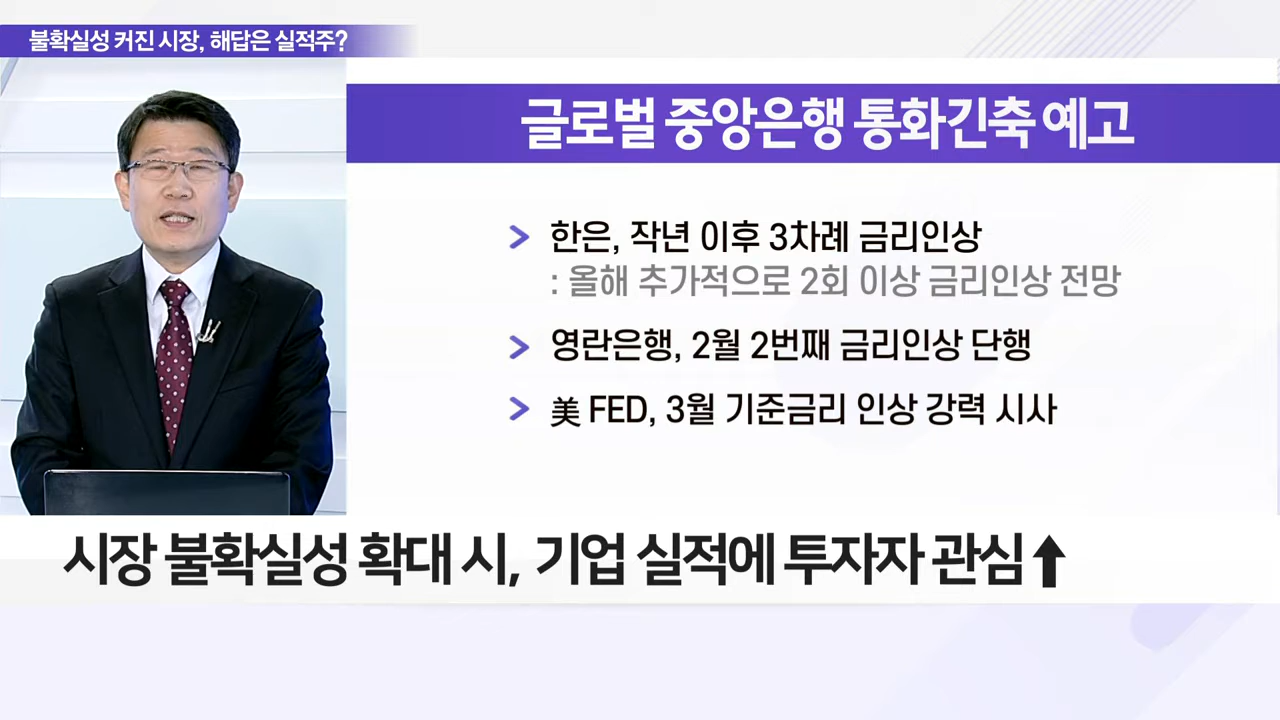 불확실성 커진 시장, 해답은 실적주?
글로벌 중앙은행 통화긴축 예고
> 한은, 작년 이후 3차례 금리인상
: 올해 추가적으로 2회 이상 금리인상 전망
> 영란은행, 2월 2번째 금리인상 단행
> 美 FED, 3월 기준금리 인상 강력 시사
시장 불확실성 확대 시, 기업 실적에 투자자 관심⬆